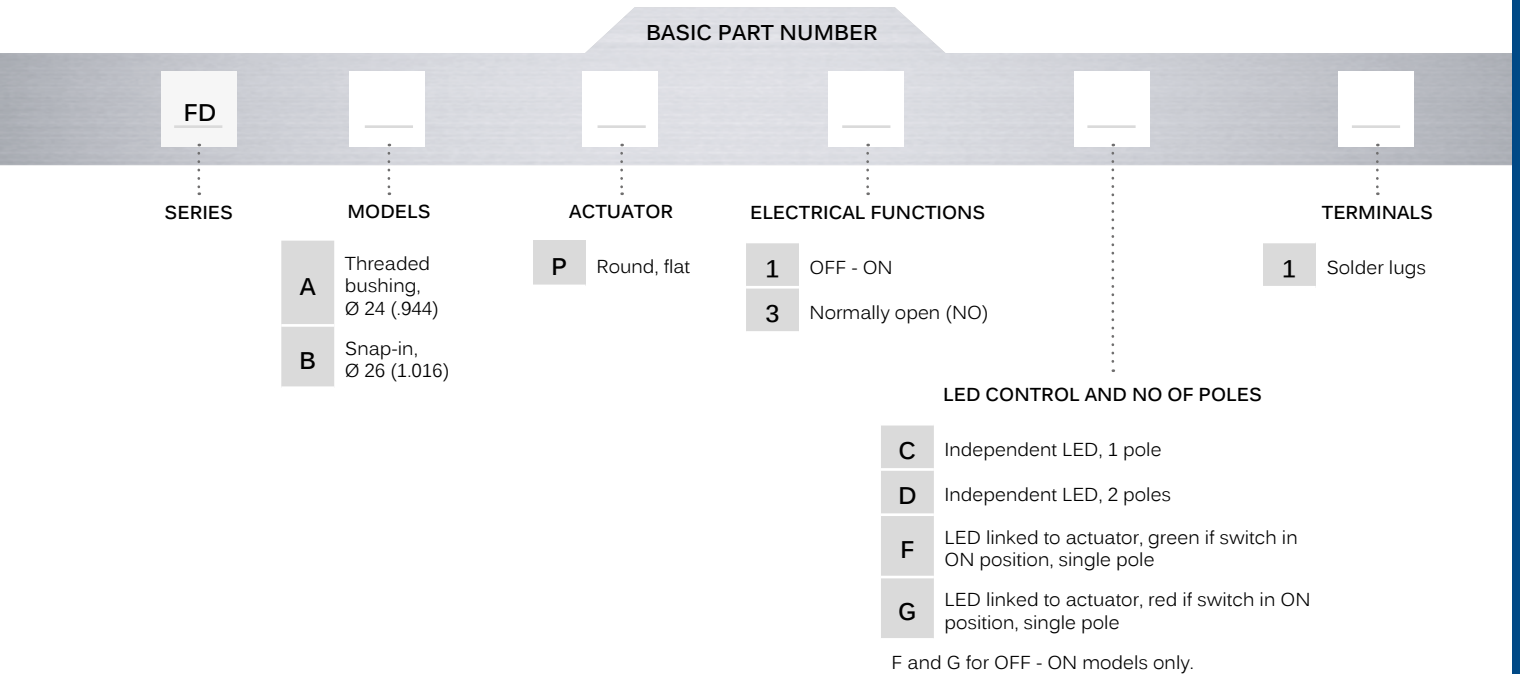 BASIC PART NUMBER
FD
SERIES
MODELS
A
Threaded
bushing,
Ø 24 (.944)
B
Snap-in,
Ø 26 (1.016)
ACTUATOR
P
Round, flat
ELECTRICAL FUNCTIONS
1
OFF - ON
3
Normally open (NO)
LED CONTROL AND NO OF POLES
C
Independent LED, 1 pole
D
Independent LED, 2 poles
F
LED linked to actuator, green if switch in
ON position, single pole
G
LED linked to actuator, red if switch in ON
position, single pole
F and G for OFF - ON models only.
TERMINALS
1
Solder lugs